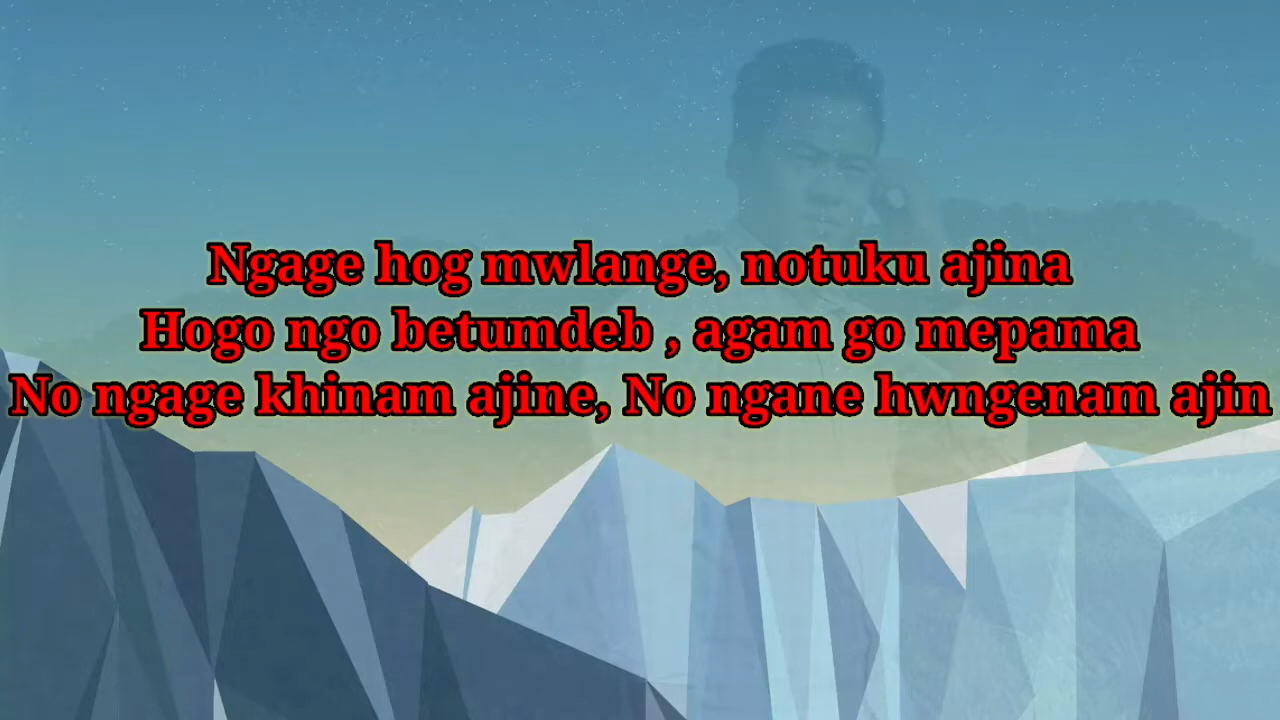 Ngage hog mwlange, notuku ajina
Hogo ngo betumdeb , agam go mepama
No ngage khinam ajine, No ngane hwngenam ajin